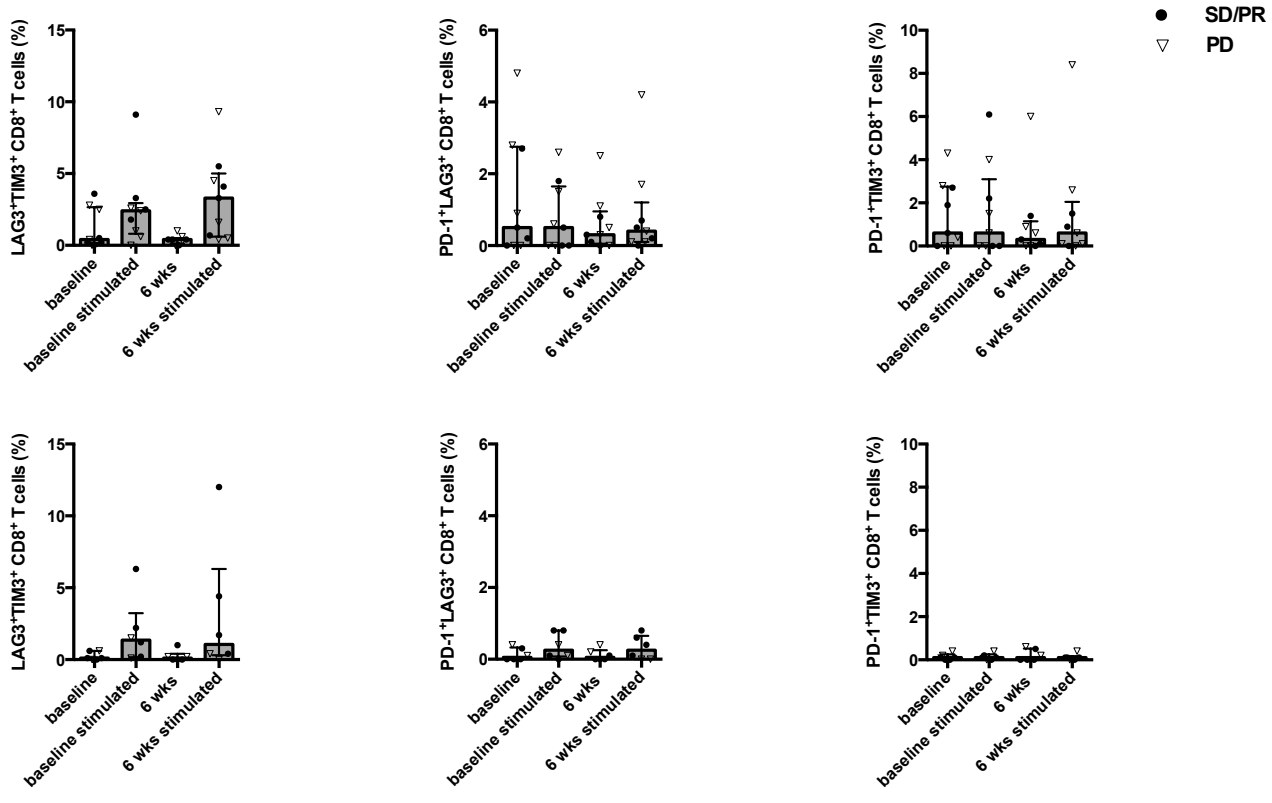 SD/PR
PD
LAG3⁺TIM3⁺ CD8⁺ T cells (%)
15
10
5
0
baseline
baseline stimulated
6 wks
6 wks stimulated
PD-1⁺LAG3⁺ CD8⁺ T cells (%)
6
4
2
0
baseline
baseline stimulated
6 wks
6 wks stimulated
PD-1⁺TIM3⁺ CD8⁺ T cells (%)
10
8
6
4
2
0
baseline
baseline stimulated
6 wks
6 wks stimulated
LAG3⁺TIM3⁺ CD8⁺ T cells (%)
15
10
5
0
baseline
baseline stimulated
6 wks
6 wks stimulated
PD-1⁺LAG3⁺ CD8⁺ T cells (%)
6
4
2
0
baseline
baseline stimulated
6 wks
6 wks stimulated
PD-1⁺TIM3⁺ CD8⁺ T cells (%)
10
8
6
4
2
0
baseline
baseline stimulated
6 wks
6 wks stimulated